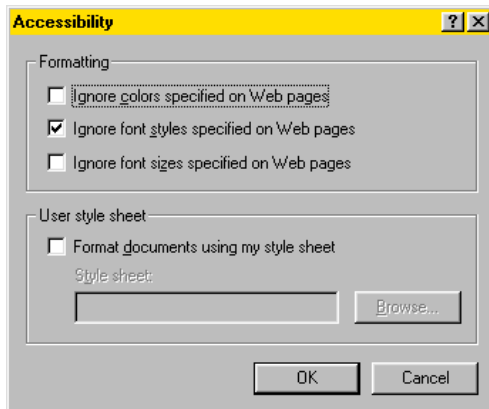 Accessibility
Formatting
Ignore colors specified on Web pages
Ignore font styles specified on Web pages
Ignore font sizes specified on Web pages
User style sheet
Format documents using my style sheet
Style sheet:
Browse...
OK Cancel